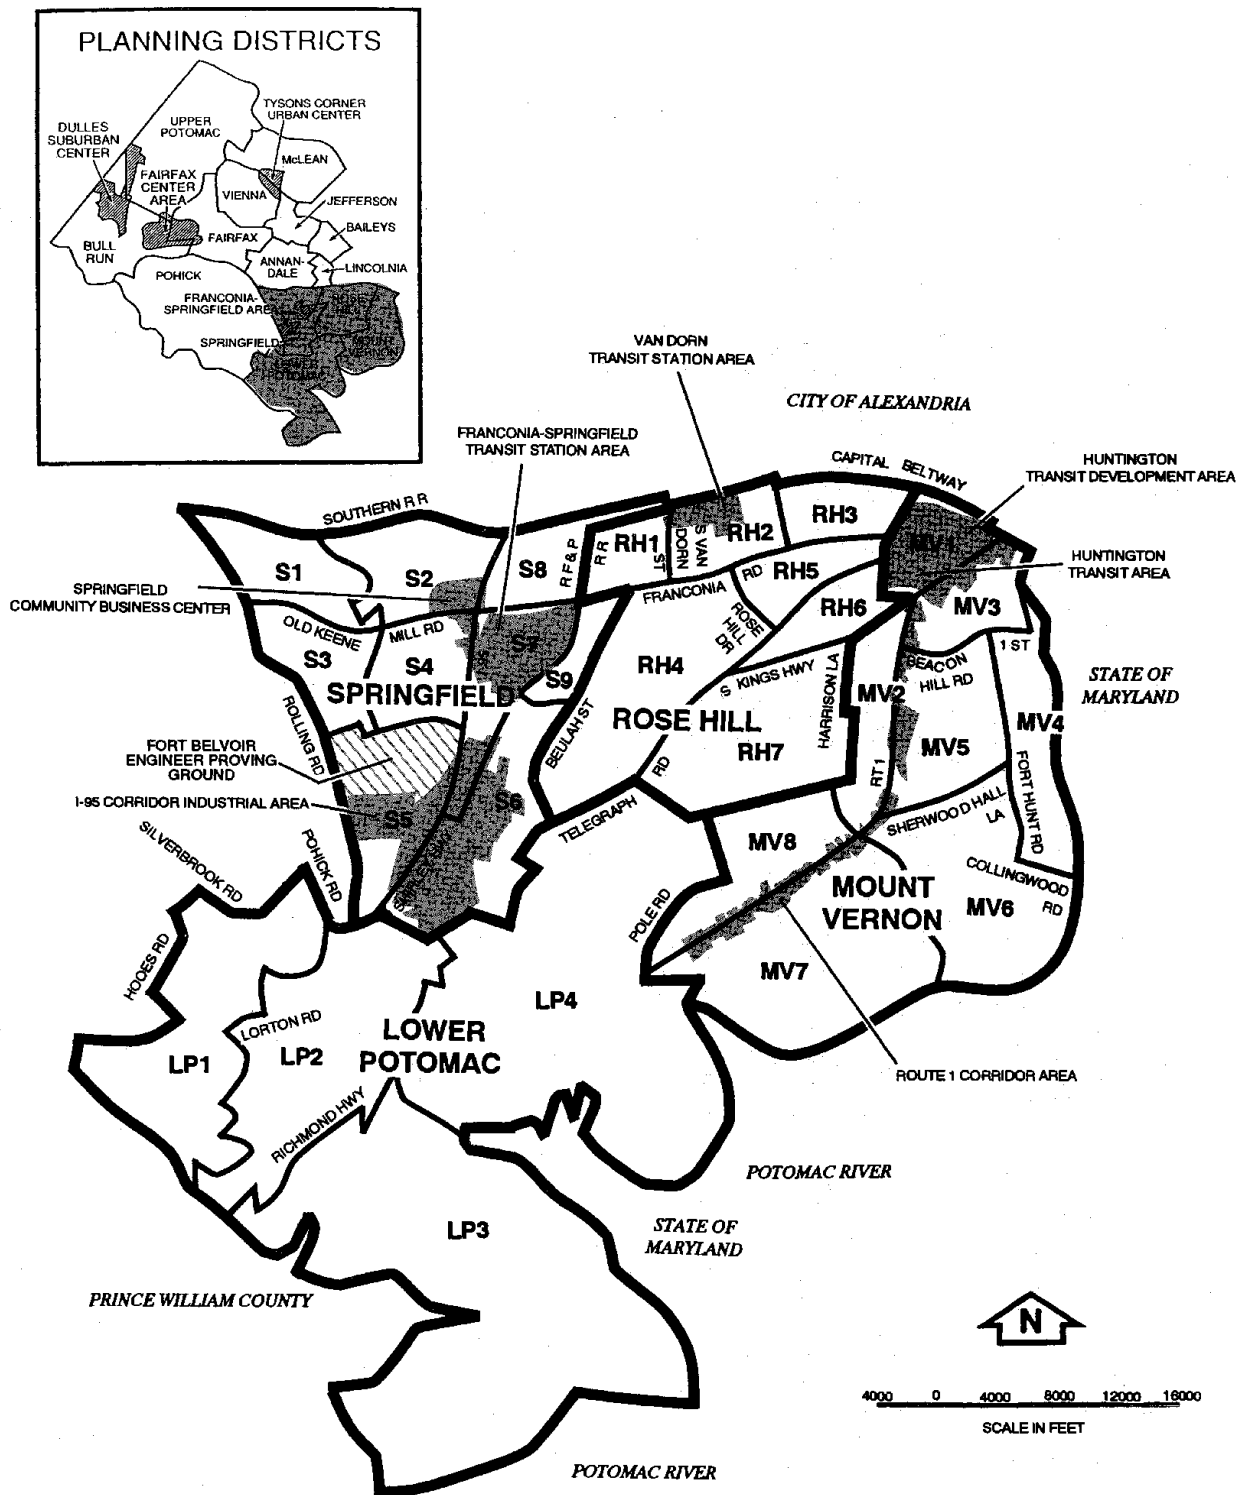 PLANNING DISTRICTS
TYSONS CORNER
URBAN CENTER
UPPER
POTOMAC
DULLES
SUBURBAN
CENTER
McLEAN
FAIRFAX
CENTER
AREA
VIENNA
JEFFERSON
BAILEYS
FAIRFAX
BULL
RUN
ANNAN-
DALE
LINCOLNIA
POHICK
FRANCONIA-
SPRINGFIELD AREA
ROSE
HILL
SPRINGFIELD
MOUNT
VERNON
LOWER
POTOMAC
VAN DORN
TRANSIT STATION AREA
CITY OF ALEXANDRIA
FRANCONIA-SPRINGFIELD
TRANSIT STATION AREA
CAPITAL BELTWAY
HUNTINGTON
TRANSIT DEVELOPMENT AREA
SOUTHERN R R
RH3
RH2
RH1
MV1
S VAN
DORN
ST
R F & P
R R
HUNTINGTON
TRANSIT AREA
S1
S2
S8
RH5
SPRINGFIELD
COMMUNITY BUSINESS CENTER
FRANCONIA
RD
RH6
MV3
OLD KEENE
MILL RD
ROSE
HILL
DR
S3
S4
S7
I-95
RH4
S KINGS HWY
BEACON
HILL RD
1 ST
STATE OF
MARYLAND
S9
SPRINGFIELD
HARRISON LA
MV2
ROSE HILL
MV4
ROLLING RD
BEULAH ST
RH7
MV5
FORT BELVOIR
ENGINEER PROVING
GROUND
RD
RT 1
FORT HUNT RD
I-95 CORRIDOR INDUSTRIAL AREA
S5
S6
TELEGRAPH
SHERWOOD HALL
LA
SILVERBROOK RD
POHICK RD
MV8
COLLINGWOOD
RD
MOUNT
VERNON
MV6
POLE RD
HOOES RD
MV7
LP4
LORTON RD
LOWER
POTOMAC
LP1
LP2
ROUTE 1 CORRIDOR AREA
RICHMOND HWY
POTOMAC RIVER
LP3
STATE OF
MARYLAND
PRINCE WILLIAM COUNTY
N
4000 0 4000 8000 12000 16000
SCALE IN FEET
POTOMAC RIVER